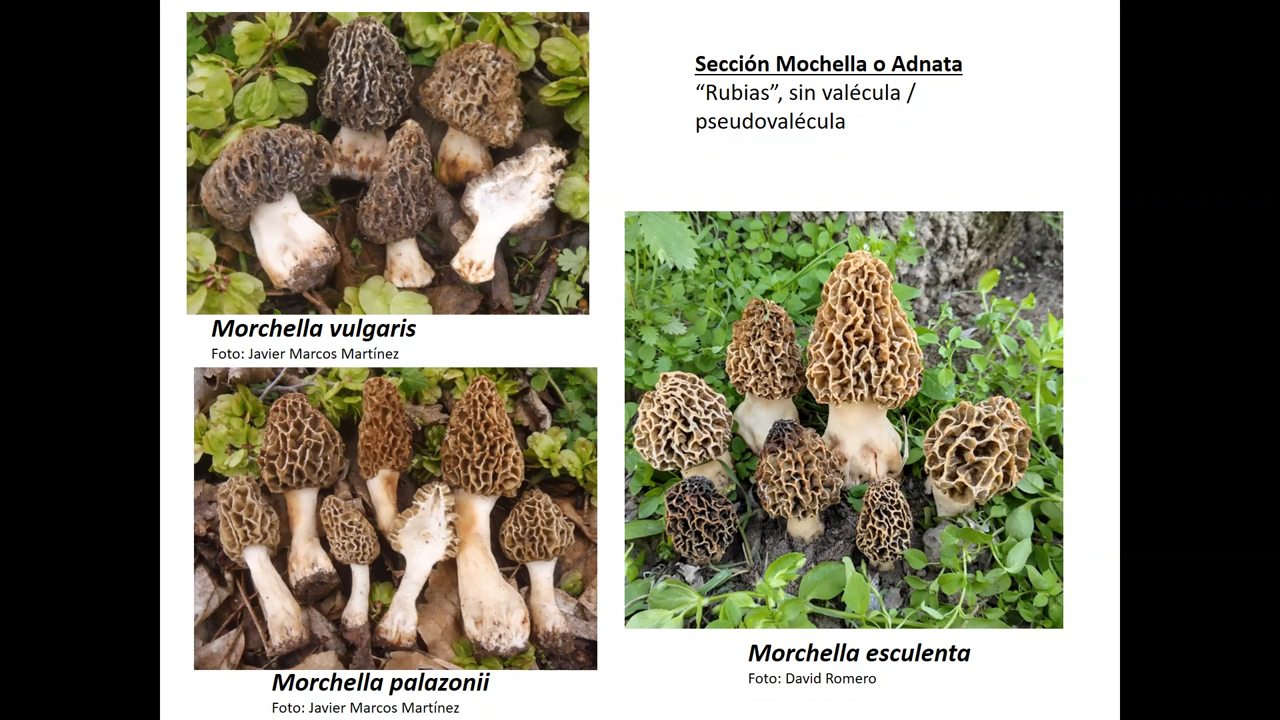 Sección Mochella o Adnata
“Rubias”, sin valécula /
pseudovalécula
Morchella vulgaris
Foto: Javier Marcos Martínez
Morchella palazonii
Foto: Javier Marcos Martínez
Morchella esculenta
Foto: David Romero